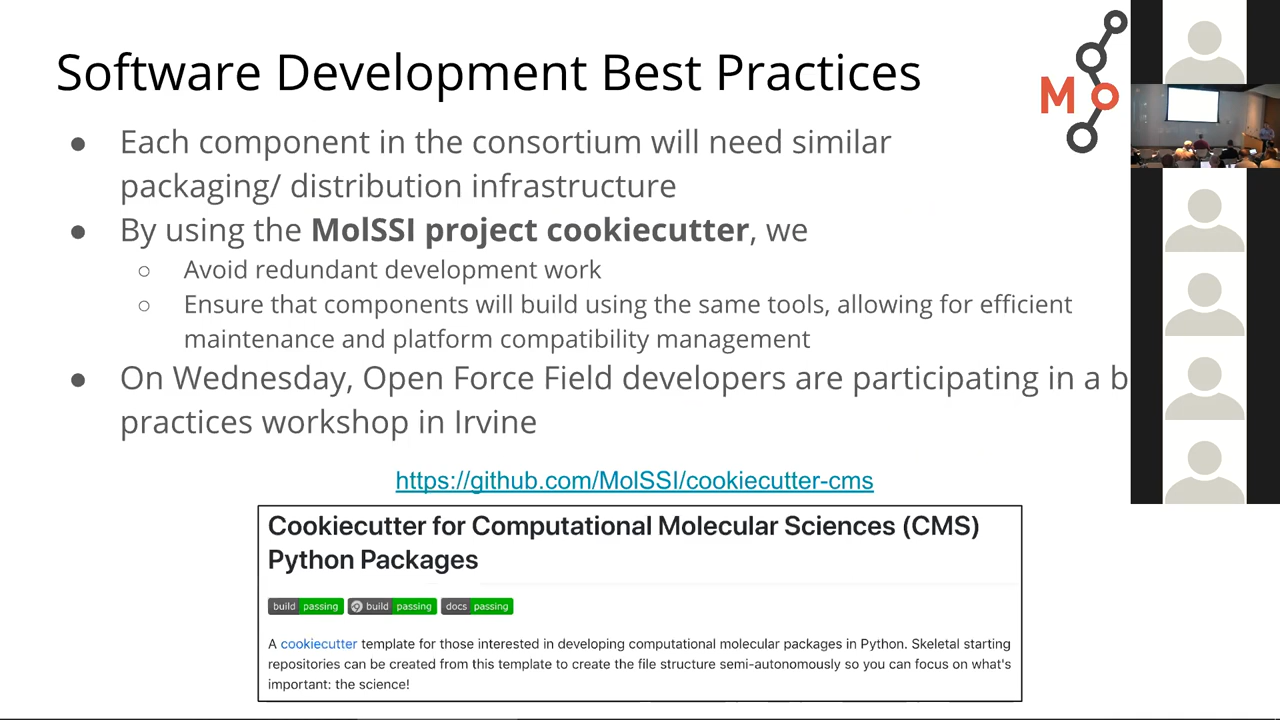 Software Development Best Practices
M
● Each component in the consortium will need similar
packaging/ distribution infrastructure
● By using the MolSSI project cookiecutter, we
○ Avoid redundant development work
○ Ensure that components will build using the same tools, allowing for efficient
maintenance and platform compatibility management
● On Wednesday, Open Force Field developers are participating in a b
practices workshop in Irvine
https://github.com/MolSSI/cookiecutter-cms
Cookiecutter for Computational Molecular Sciences (CMS)
Python Packages
build passing build passing docs passing
A cookiecutter template for those interested in developing computational molecular packages in Python. Skeletal starting
repositories can be created from this template to create the file structure semi-autonomously so you can focus on what's
important: the science!